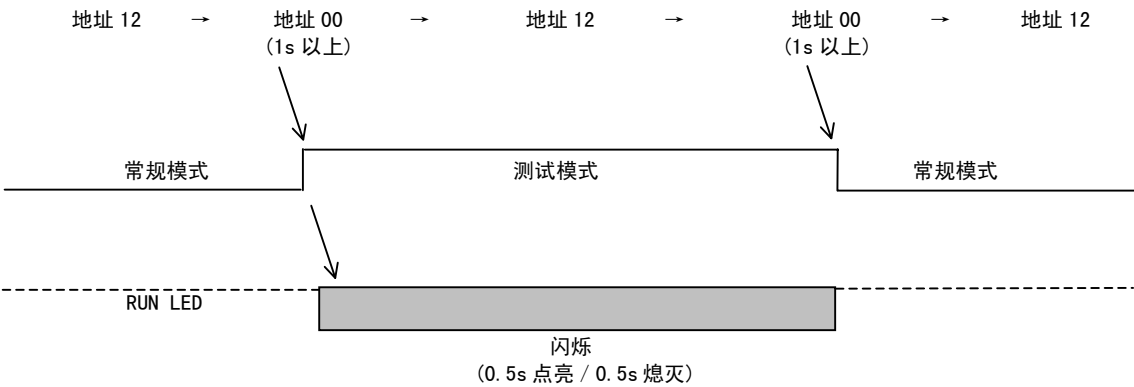 地址 12 → 地址 00 → 地址 12 → 地址 00 → 地址 12
(1s 以上) (1s 以上)
常规模式 测试模式 常规模式
RUN LED
闪烁
(0.5s 点亮 / 0.5s 熄灭)